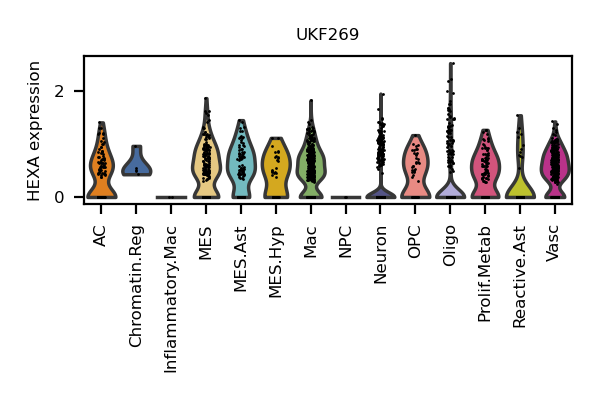 UKF269
HEXA expression
2
0
AC
Chromatin.Reg
Inflammatory.Mac
MES
MES.Ast
MES.Hyp
Mac
NPC
Neuron
OPC
Oligo
Prolif.Metab
Reactive.Ast
Vasc